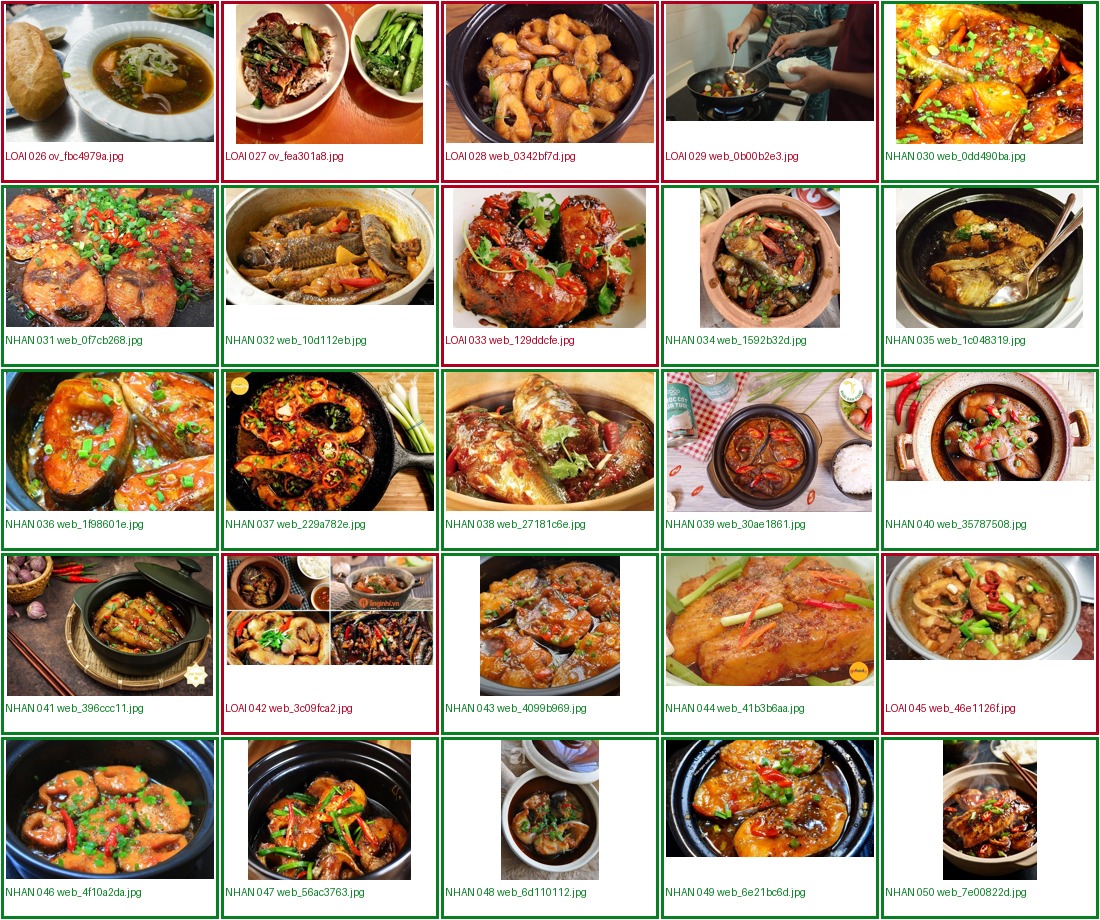 LOAI 026 ov_fbc4979a.jpg
LOAI 027 ov_fea301a8.jpg
LOAI 028 web_0342bf7d.jpg
LOAI 029 web_0b00b2e3.jpg
NHAN 030 web_0dd490ba.jpg
NHAN 031 web_0f7cb268.jpg
NHAN 032 web_10d112eb.jpg
LOAI 033 web_129ddcfe.jpg
NHAN 034 web_1592b32d.jpg
NHAN 035 web_1c048319.jpg
NHAN 036 web_1f98601e.jpg
NHAN 037 web_229a782e.jpg
NHAN 038 web_27181c6e.jpg
NHAN 039 web_30ae1861.jpg
NHAN 040 web_35787508.jpg
linginhi.vn
NHAN 041 web_396ccc11.jpg
LOAI 042 web_3c09fca2.jpg
NHAN 043 web_4099b969.jpg
NHAN 044 web_41b3b6aa.jpg
LOAI 045 web_46e1126f.jpg
NHAN 046 web_4f10a2da.jpg
NHAN 047 web_56ac3763.jpg
NHAN 048 web_6d110112.jpg
NHAN 049 web_6e21bc6d.jpg
NHAN 050 web_7e00822d.jpg